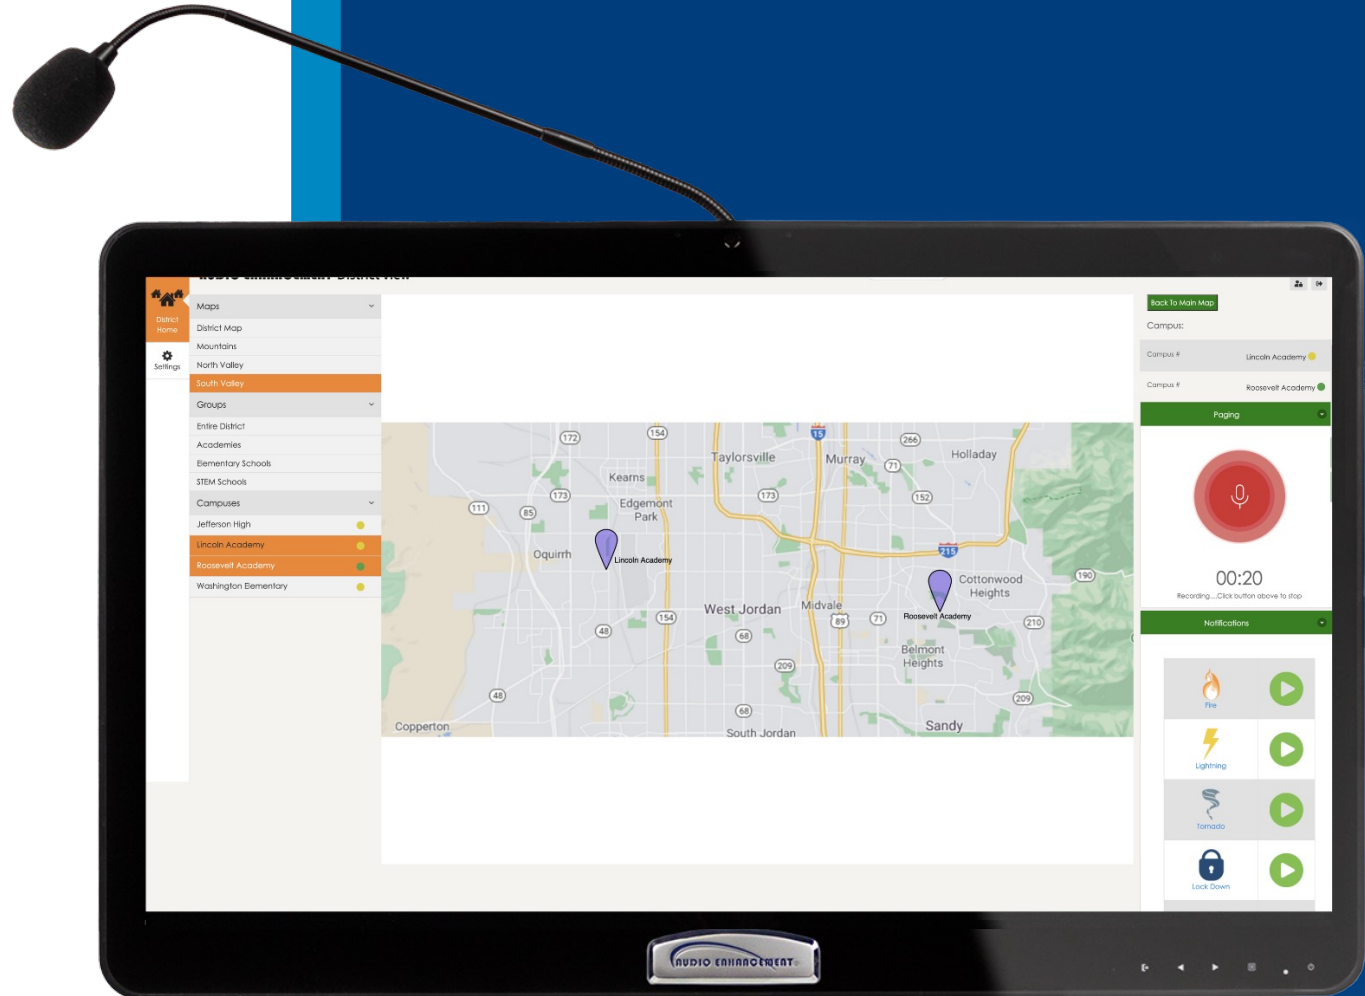 AUDIO ENHANCEMENT District View
District
Home
Settings
Maps
District Map
Mountains
North Valley
South Valley
Groups
Entire District
Academies
Elementary Schools
STEM Schools
Campuses
Jefferson High
Lincoln Academy
Roosevelt Academy
Washington Elementary
172
154
15
266
Taylorsville
Murray
71
Holladay
Kearns
173
173
152
111
85
Edgemont
Park
Oquirrh
Lincoln Academy
215
Cottonwood
Heights
190
West Jordan
Midvale
Roosevelt Academy
154
89
71
210
48
68
Belmont
Heights
209
48
209
68
Copperton
South Jordan
Sandy
Back To Main Map
Campus:
Campus #
Lincoln Academy
Campus #
Roosevelt Academy
Paging
00:20
Recording....Click button above to stop
Notifications
Fire
Lightning
Tornado
Lock Down
AUDIO ENHANCEMENT